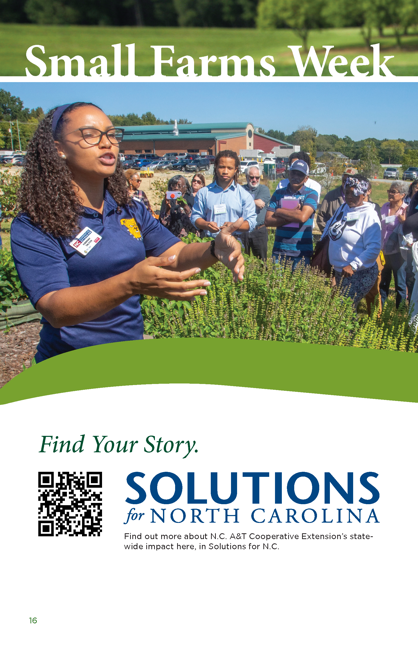 Small Farms Week
Find Your Story.
SOLUTIONS
for NORTH CAROLINA
Find out more about N.C. A&T Cooperative Extension's state-
wide impact here, in Solutions for N.C.
16